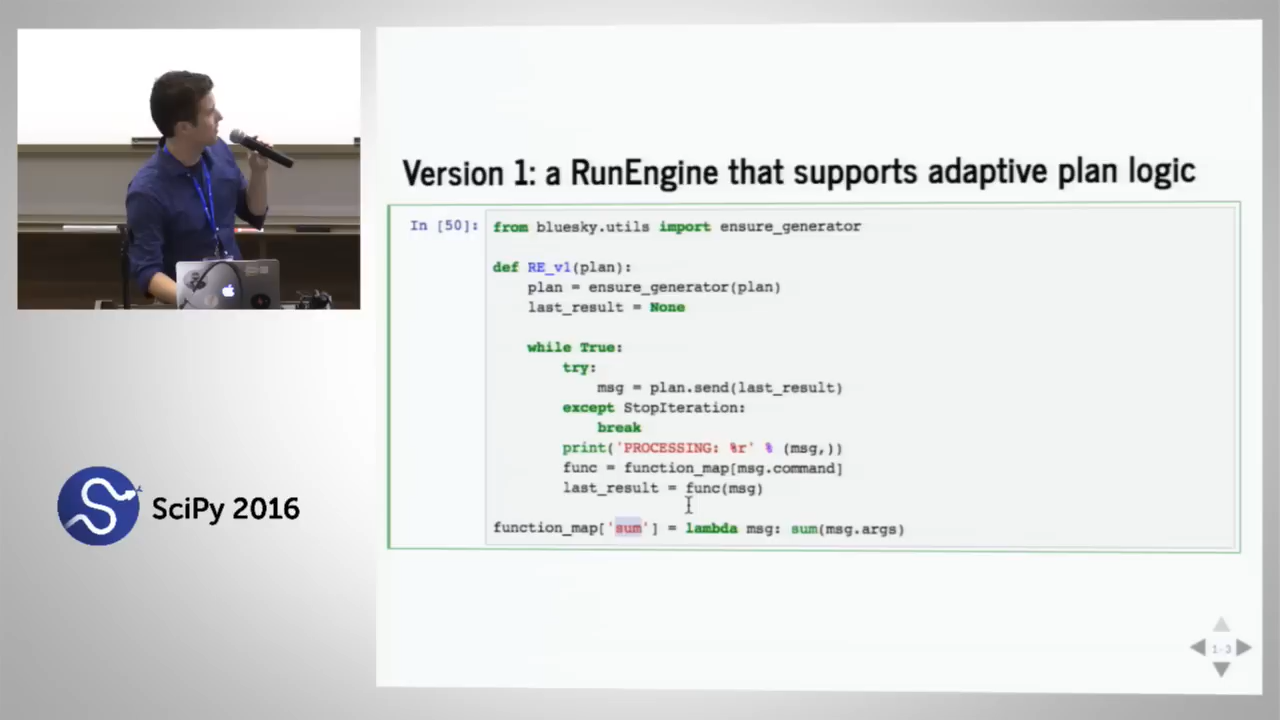 Version 1: a RunEngine that supports adaptive plan logic
In [50]:
from bluesky.utils import ensure_generator
def RE_v1(plan):
plan = ensure_generator(plan)
last_result = None
while True:
try:
msg = plan.send(last_result)
except StopIteration:
break
print('PROCESSING: %r' % (msg,))
func = function_map[msg.command]
last_result = func(msg)
function_map['sum'] = lambda msg: sum(msg.args)
SciPy 2016
1-3